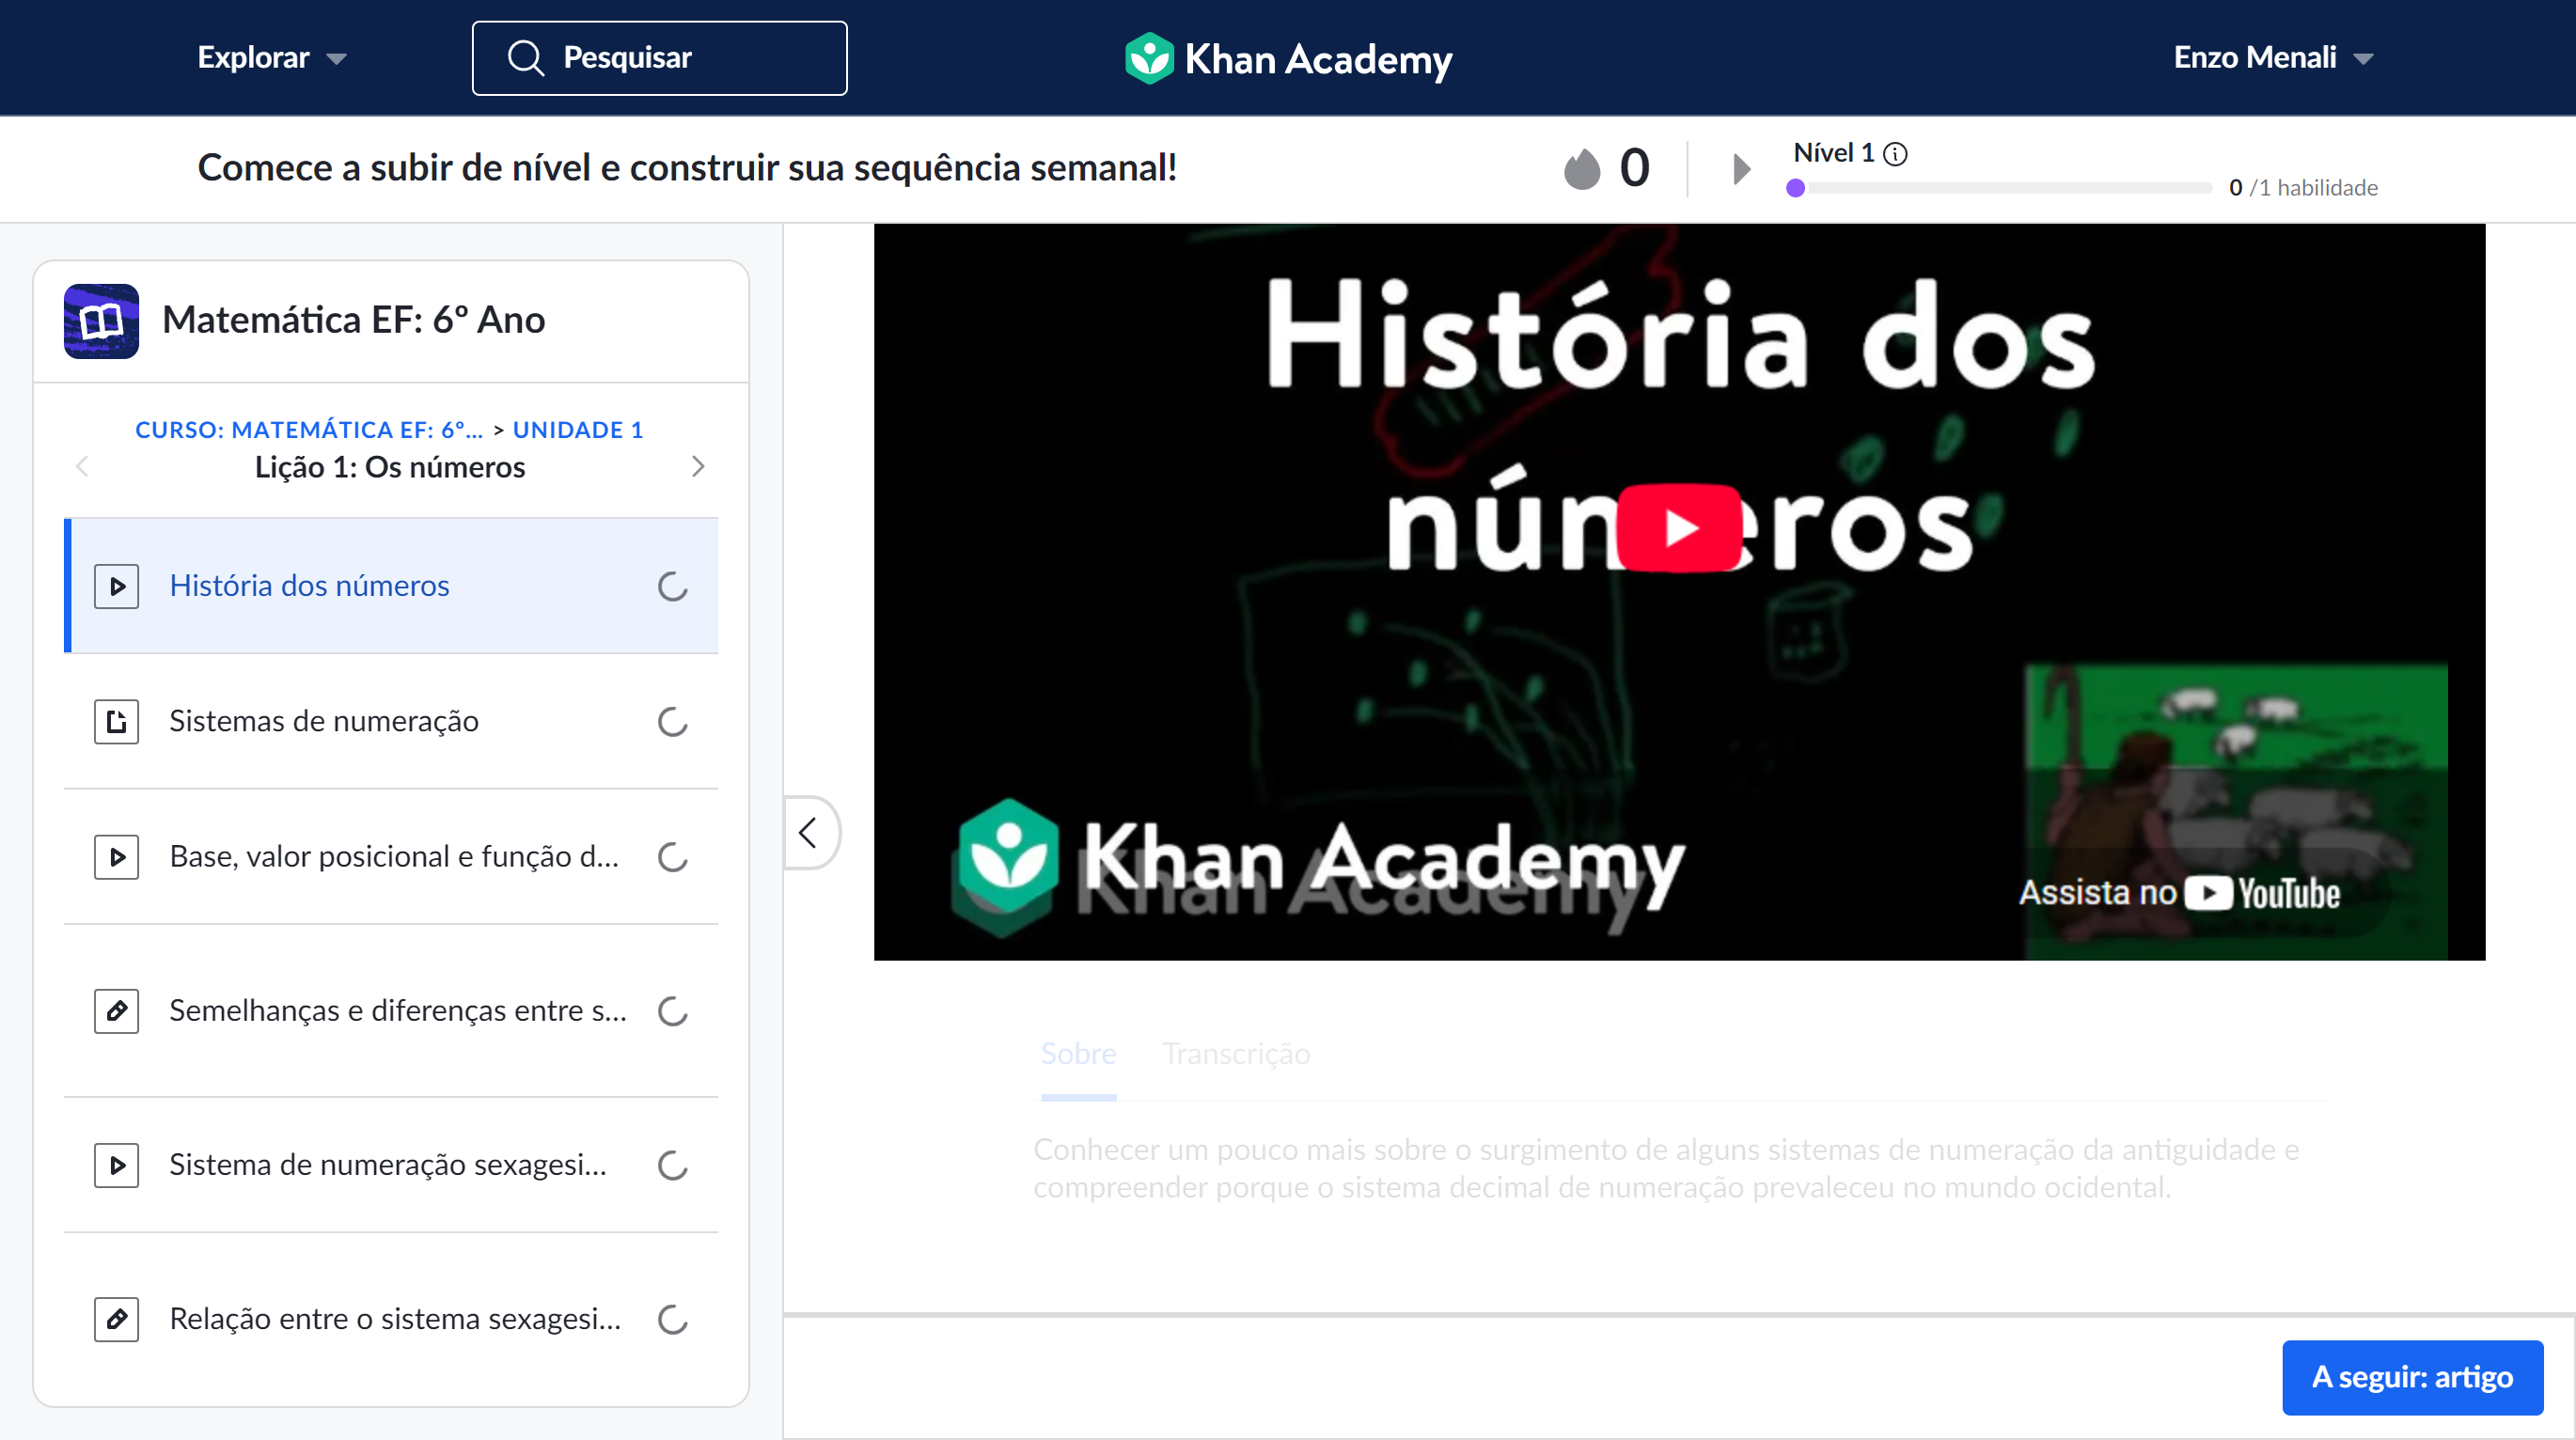 Explorar
Pesquisar
Khan Academy
Enzo Menali
Comece a subir de nível e construir sua sequência semanal!
0
Nível 1
0 /1 habilidade
Matemática EF: 6º Ano
CURSO: MATEMÁTICA EF: 6º... > UNIDADE 1
Lição 1: Os números
História dos números
Sistemas de numeração
Base, valor posicional e função d...
Semelhanças e diferenças entre s...
Sistema de numeração sexagesi...
Relação entre o sistema sexagesi...
História dos
números
Khan Academy
Khan Academy
Assista no YouTube
Sobre
Transcrição
Conhecer um pouco mais sobre o surgimento de alguns sistemas de numeração da antiguidade e
compreender porque o sistema decimal de numeração prevaleceu no mundo ocidental.
A seguir: artigo